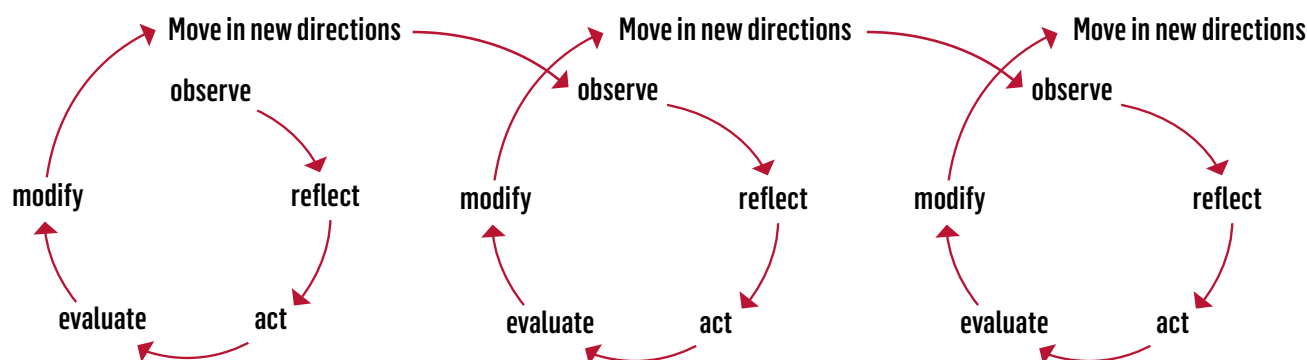 Move in new directions
observe
reflect
act
evaluate
modify
Move in new directions
observe
reflect
act
evaluate
modify
Move in new directions
observe
reflect
act
evaluate
modify